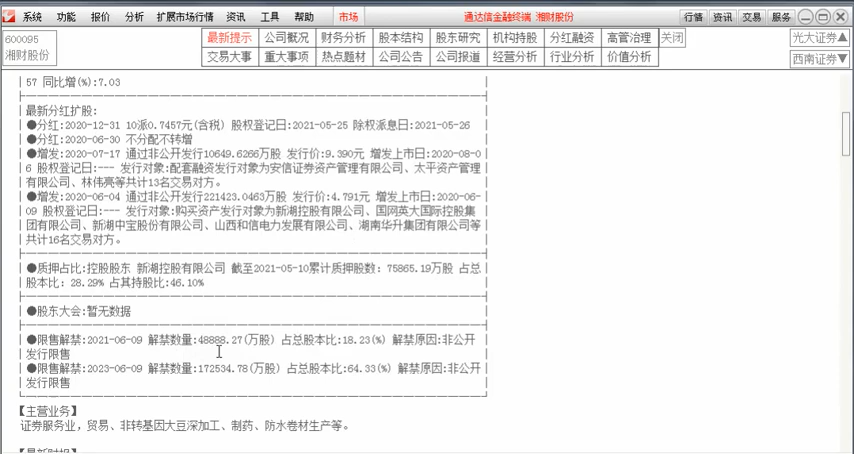 系统 功能 报价 分析 扩展市场行情 资讯 工具 帮助 市场 通达信金融终端 湘财股份 行情 资讯 交易 服务
600095
湘财股份
最新提示 公司概况 财务分析 股本结构 股东研究 机构持股 分红融资 高管治理 关闭
交易大事 重大事项 热点题材 公司公告 公司报道 经营分析 行业分析 价值分析
光大证券▲
西南证券▼
57 同比增(%):7.03
最新分红扩股:
●分红:2020-12-31 10派0.7457元(含税) 股权登记日:2021-05-25 除权派息日:2021-05-26
●分红:2020-06-30 不分配不转增
●增发:2020-07-17 通过非公开发行10649.6266万股 发行价:9.390元 增发上市日:2020-08-0
6 股权登记日:--- 发行对象:配套融资发行对象为安信证券资产管理有限公司、太平资产管理
有限公司、林伟亮等共计13名交易对方。
●增发:2020-06-04 通过非公开发行221423.0463万股 发行价:4.791元 增发上市日:2020-06-
09 股权登记日:--- 发行对象:购买资产发行对象为新湖控股有限公司、国网英大国际控股集
团有限公司、新湖中宝股份有限公司、山西和信电力发展有限公司、湖南华升集团有限公司等
共计16名交易对方。
●质押占比:控股股东 新湖控股有限公司 截至2021-05-10累计质押股数: 75865.19万股 占总
股本比: 28.29% 占其持股比:46.10%
●股东大会:暂无数据
●限售解禁:2021-06-09 解禁数量:48888.27(万股) 占总股本比:18.23(%) 解禁原因:非公开
发行限售
●限售解禁:2023-06-09 解禁数量:172534.78(万股) 占总股本比:64.33(%) 解禁原因:非公开
发行限售
【主营业务】
证券服务业，贸易、非转基因大豆深加工、制药、防水卷材生产等。